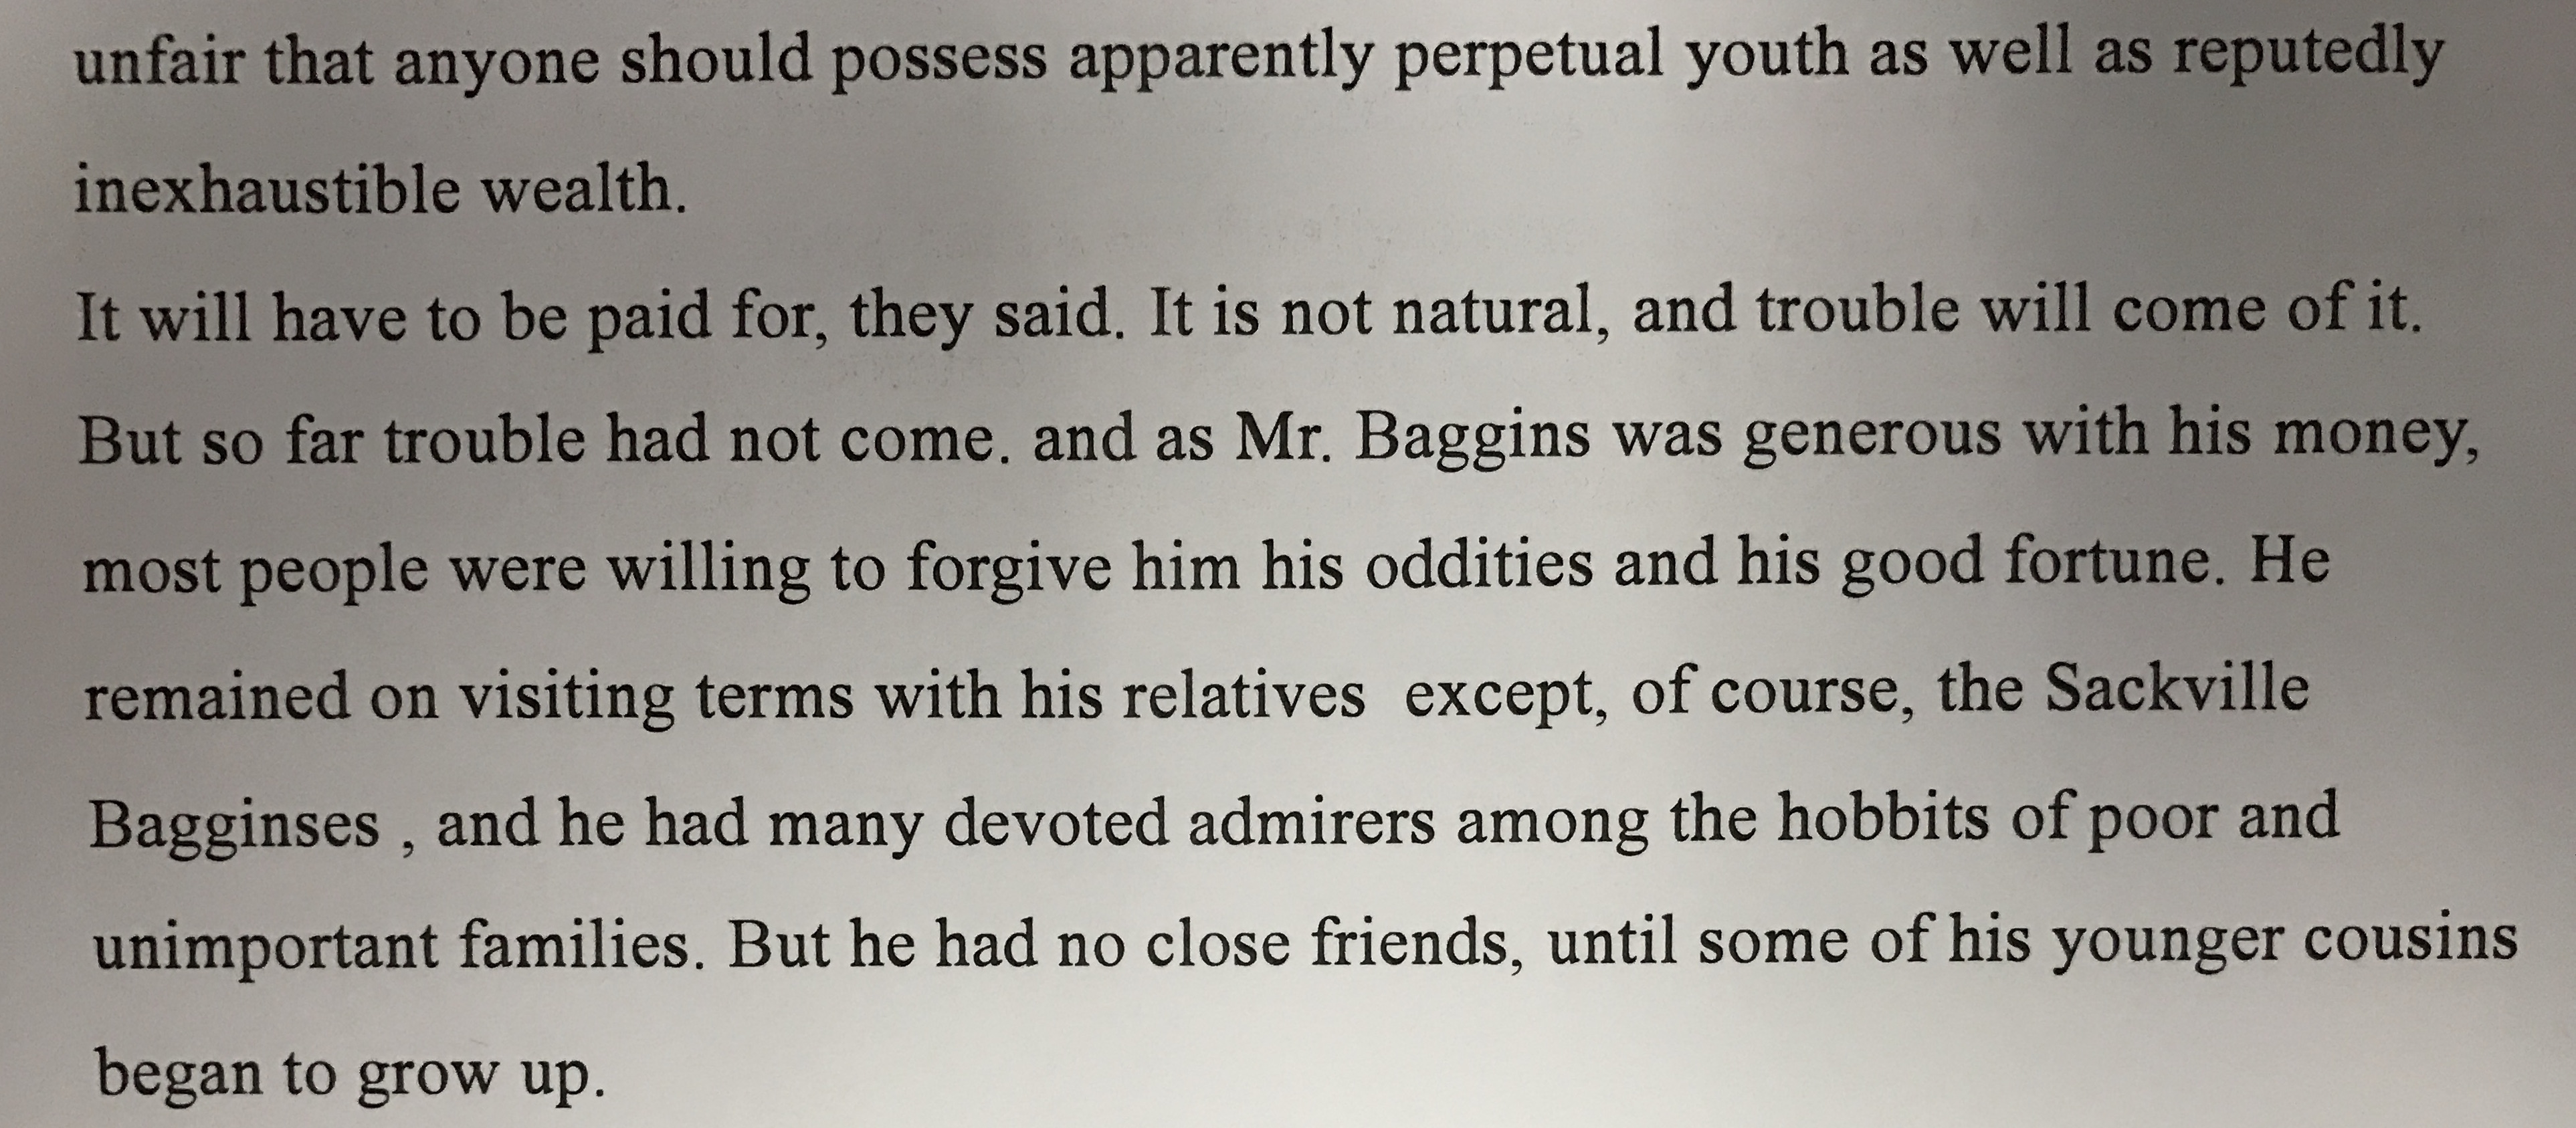 unfair that anyone should possess apparently perpetual youth as well as reputedly
inexhaustible wealth.
It will have to be paid for, they said. It is not natural, and trouble will come of it.
But so far trouble had not come. and as Mr. Baggins was generous with his money,
most people were willing to forgive him his oddities and his good fortune. He
remained on visiting terms with his relatives  except, of course, the Sackville
Bagginses , and he had many devoted admirers among the hobbits of poor and
unimportant families. But he had no close friends, until some of his younger cousins
began to grow up.